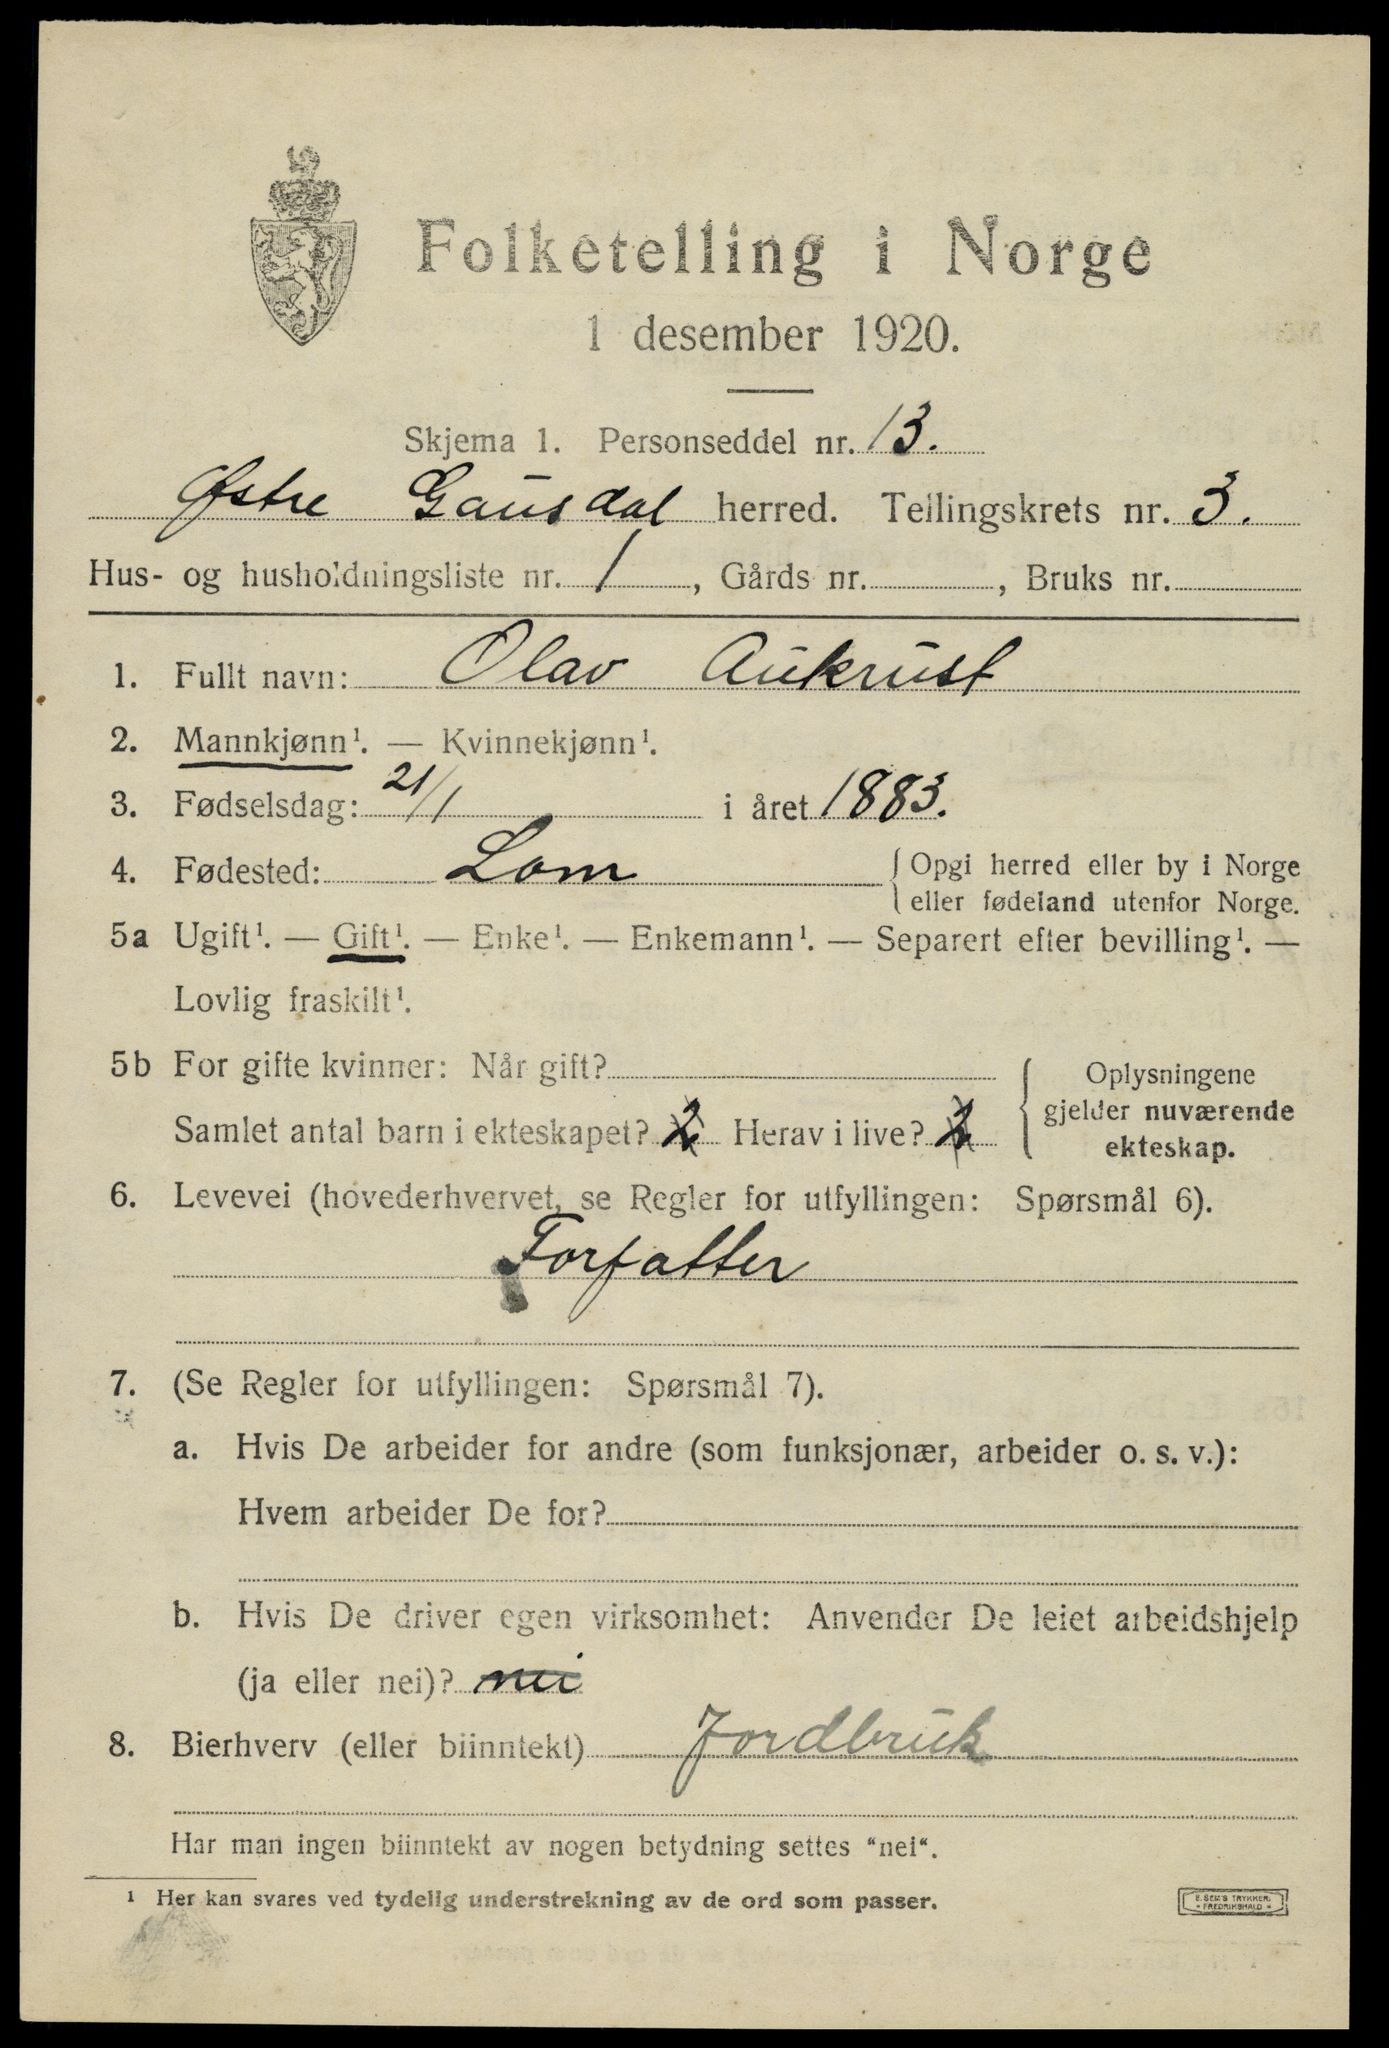 Folketelling i Norge
1 desember 1920.
Skjema 1. Personseddel nr. 13.
Østre Gausdal herred. Tellingskrets nr. 3.
Hus- og husholdningsliste nr. 1, Gårds nr. , Bruks nr.
1. Fullt navn: Olav Aukrust
2. Mannkjønn¹. — Kvinnekjønn¹.
3. Fødselsdag: 21/1 i året 1883.
4. Fødested: Lom { Opgi herred eller by i Norge
eller fødeland utenfor Norge.
5a Ugift¹. — Gift¹. — Enke¹. — Enkemann¹. — Separert efter bevilling¹. —
Lovlig fraskilt¹.
5b For gifte kvinner: Når gift?
Samlet antal barn i ekteskapet? 2 Herav i live? 2
{ Oplysningene
gjelder nuværende
ekteskap.
6. Levevei (hovederhvervet, se Regler for utfyllingen: Spørsmål 6).
Forfatter
7. (Se Regler for utfyllingen: Spørsmål 7).
a. Hvis De arbeider for andre (som funksjonær, arbeider o. s. v.):
Hvem arbeider De for?
b. Hvis De driver egen virksomhet: Anvender De leiet arbeidshjelp
(ja eller nei)? nei
8. Bierhverv (eller biinntekt) Jordbruk
Har man ingen biinntekt av nogen betydning settes "nei".
¹ Her kan svares ved tydelig understrekning av de ord som passer.
E. SEM'S TRYKKERI
* FREDRIKSHALD *